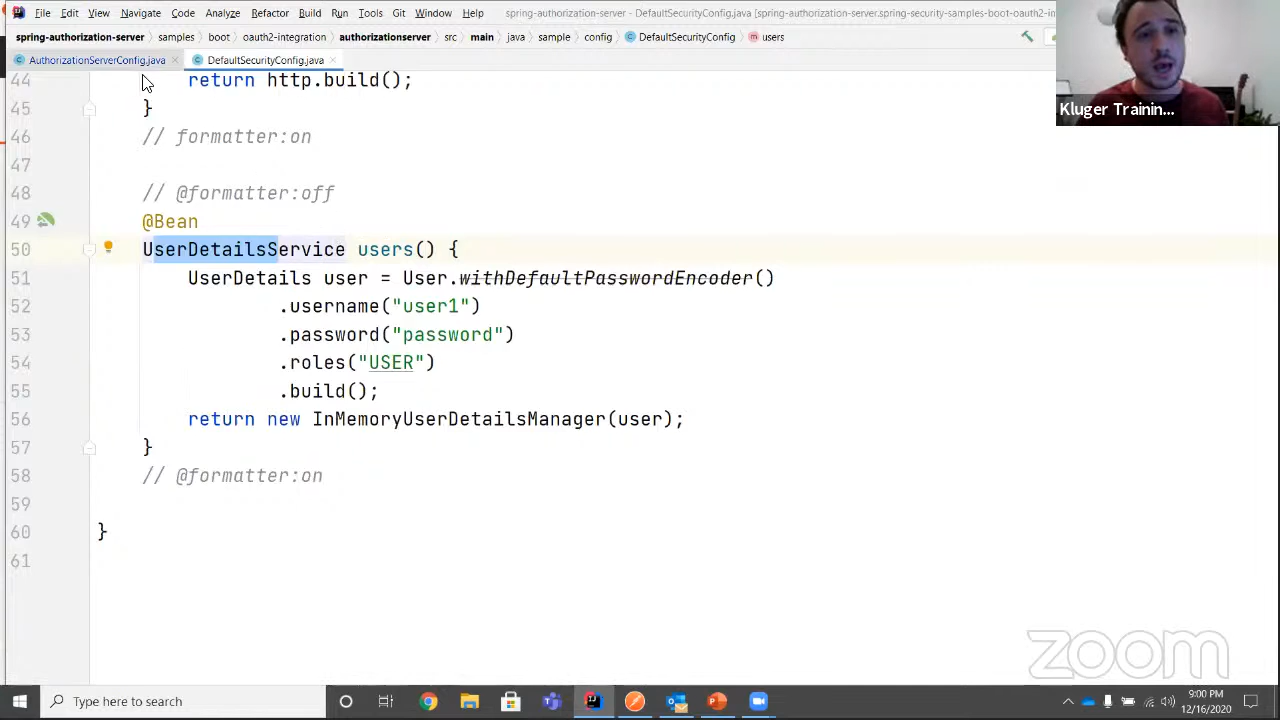 File Edit View Navigate Code Analyze Refactor Build Run Tools Git Window Help spring-authorization-server - DefaultSecurityConfig.java [spring-authorization-server.spring-security-samples-boot-oauth2-in
spring-authorization-server samples boot oauth2-integration authorizationserver src main java sample config DefaultSecurityConfig users
AuthorizationServerConfig.java DefaultSecurityConfig.java
Kluger Trainin...
44 return http.build();
45 }
46 // formatter:on
47
48 // @formatter:off
49 @Bean
50 UserDetailsService users() {
51 UserDetails user = User.withDefaultPasswordEncoder()
52 .username("user1")
53 .password("password")
54 .roles("USER")
55 .build();
56 return new InMemoryUserDetailsManager(user);
57 }
58 // @formatter:on
59
60 }
61
zoom
Type here to search
9:00 PM
12/16/2020